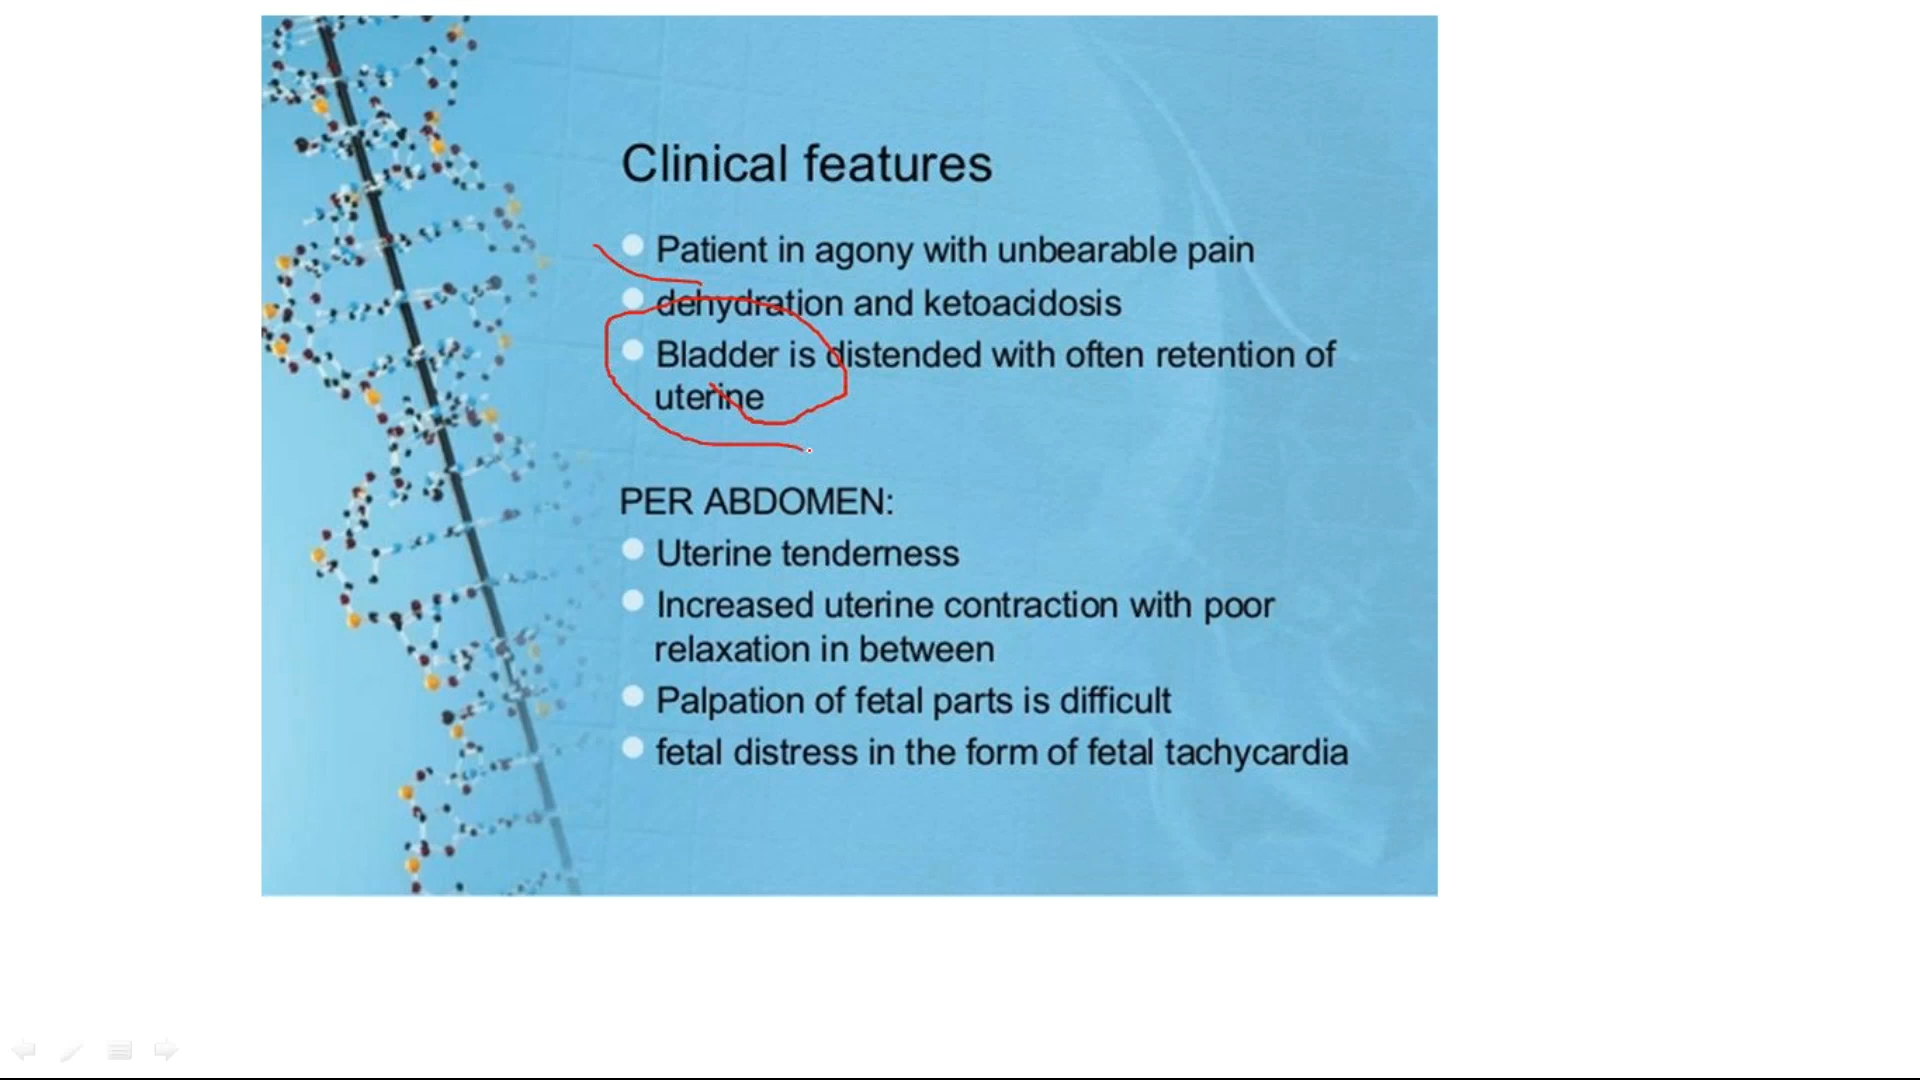 Clinical features
Patient in agony with unbearable pain
dehydration and ketoacidosis
Bladder is distended with often retention of
uterine
PER ABDOMEN:
Uterine tenderness
Increased uterine contraction with poor
relaxation in between
Palpation of fetal parts is difficult
fetal distress in the form of fetal tachycardia